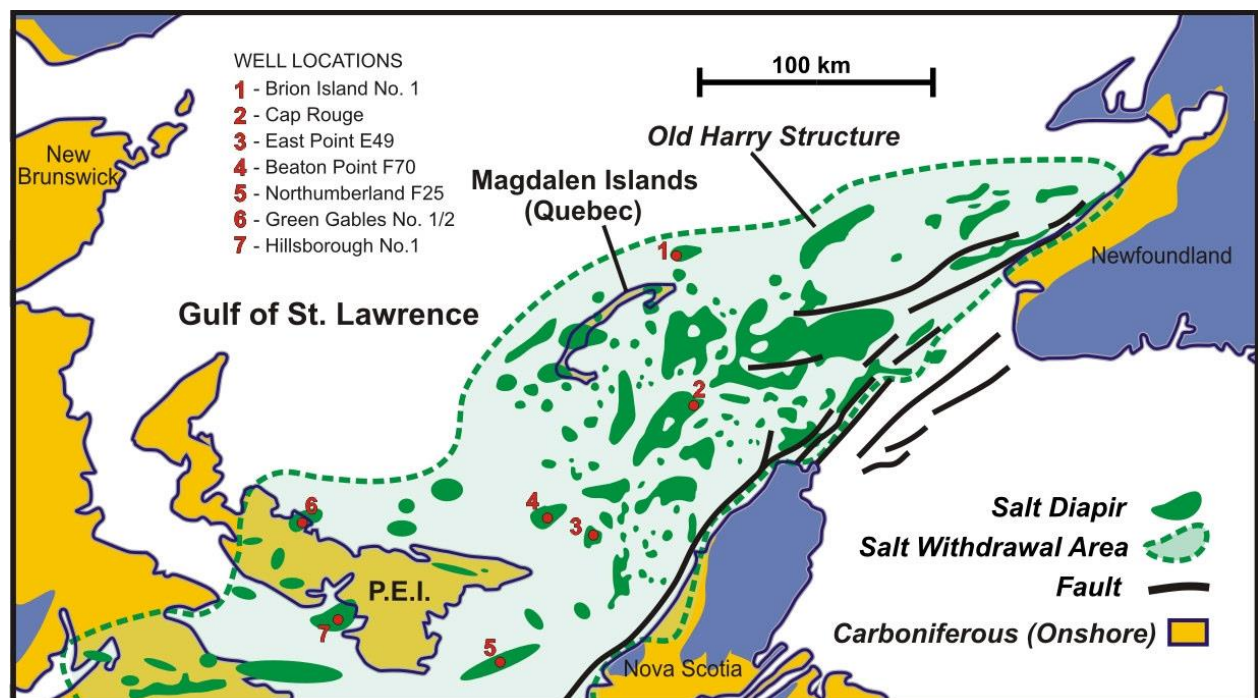 WELL LOCATIONS
1 - Brion Island No. 1
2 - Cap Rouge
3 - East Point E49
4 - Beaton Point F70
5 - Northumberland F25
6 - Green Gables No. 1/2
7 - Hillsborough No.1
100 km
Old Harry Structure
Magdalen Islands
(Quebec)
New
Brunswick
Newfoundland
Gulf of St. Lawrence
1
2
4
3
6
P.E.I.
7
5
Nova Scotia
Salt Diapir
Salt Withdrawal Area
Fault
Carboniferous (Onshore)